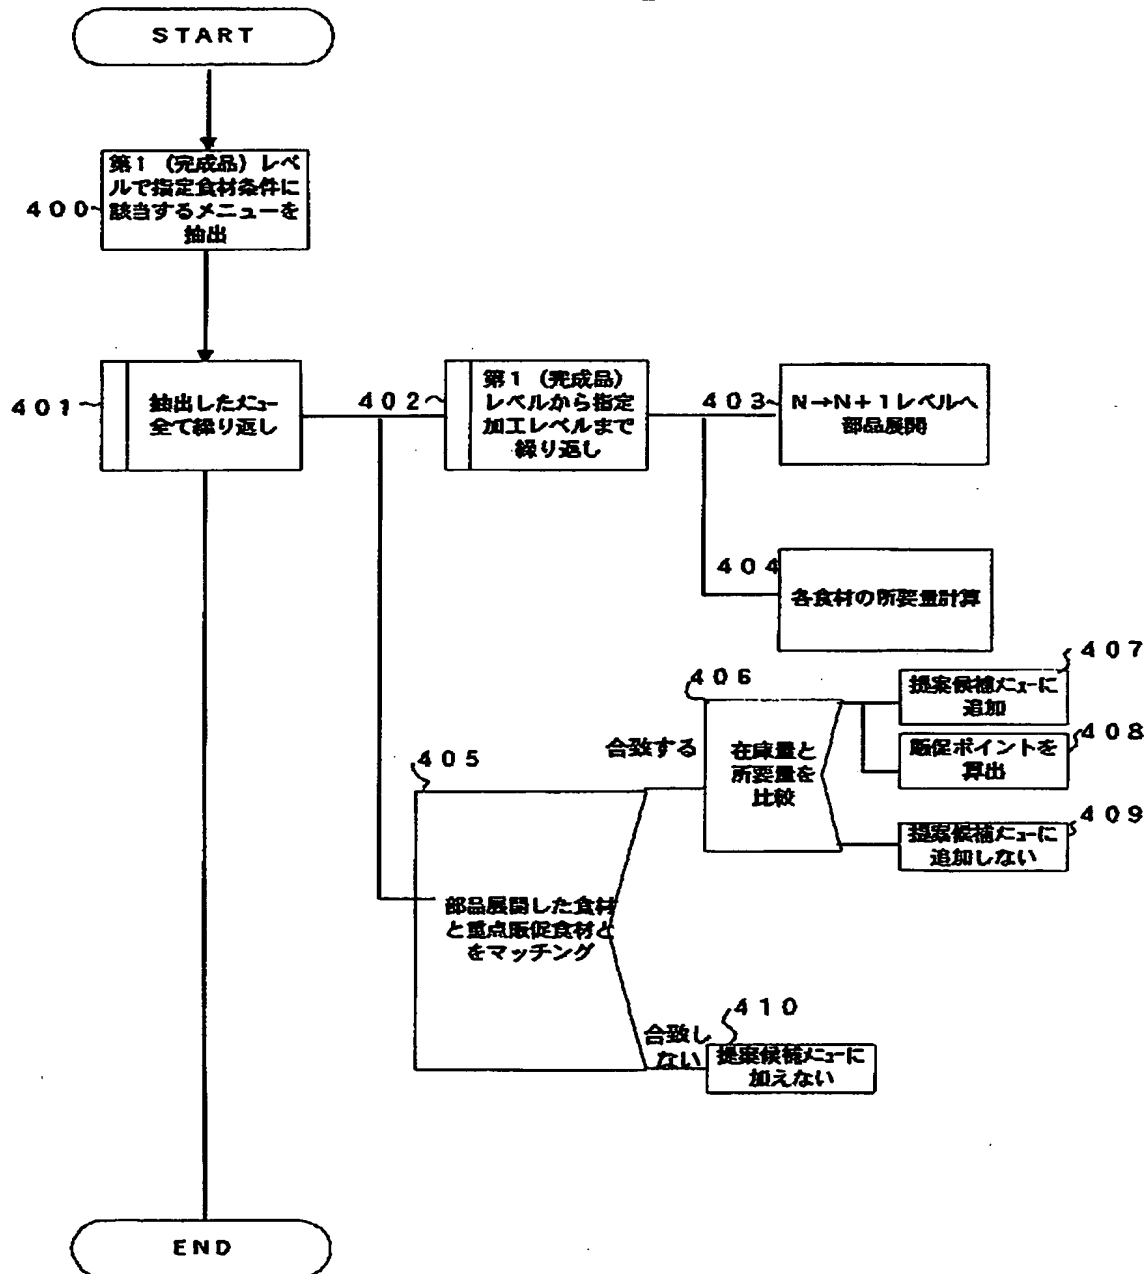 START
第1 (完成品) レベ
ルで指定食材条件に
該当するメニューを
抽出
400
401
抽出したメニュー
全て繰り返し
402
第1 (完成品)
レベルから指定
加工レベルまで
繰り返し
403
N→N+1レベルへ
部品展開
404
各食材の所要量計算
405
部品展開した食材
と重点販促食材と
をマッチング
合致する
406
在庫量と
所要量を
比較
407
提案候補メニューに
追加
408
販促ポイントを
算出
409
提案候補メニューに
追加しない
合致し
ない
410
提案候補メニューに
加えない
END